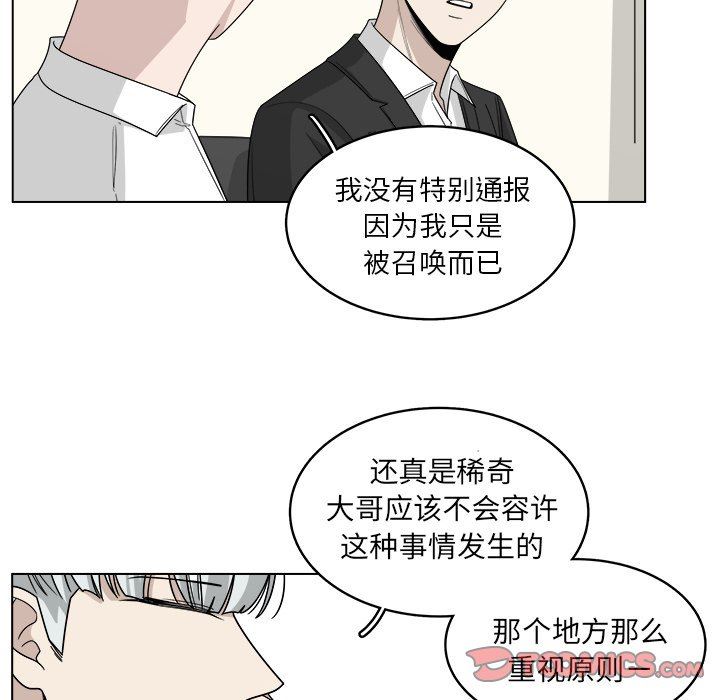 我没有特别通报
因为我只是
被召唤而已
还真是稀奇
大哥应该不会容许
这种事情发生的
那个地方那么
重视原则—